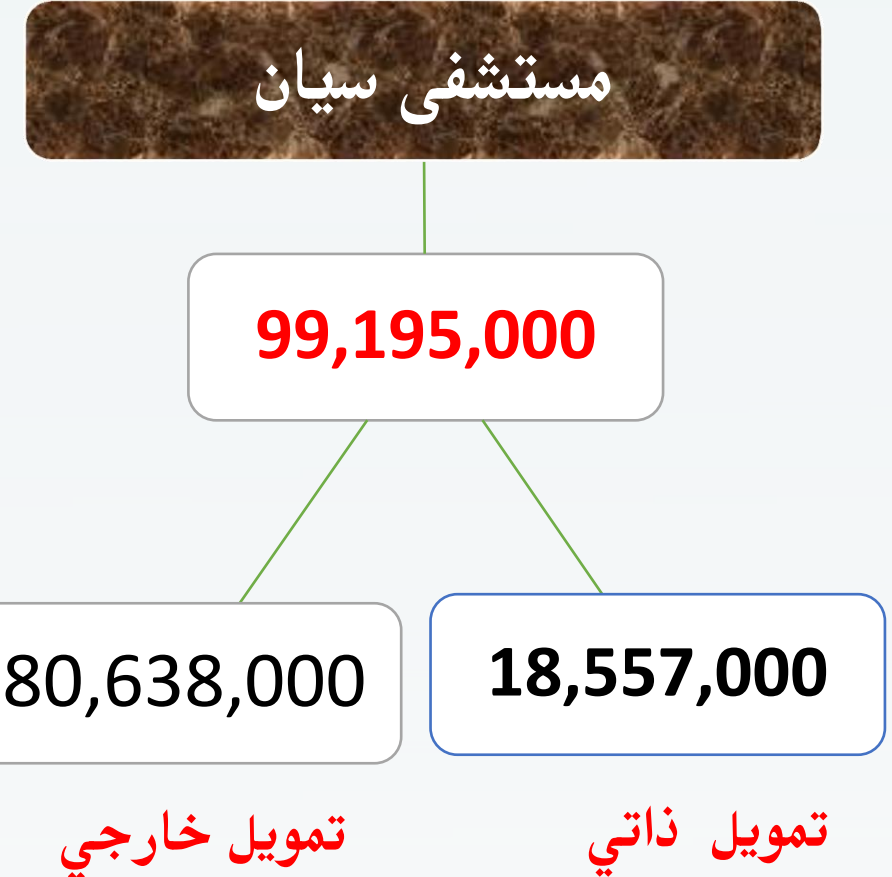 مستشفى سيان
99,195,000
18,557,000
80,638,000
تمويل ذاتي
تمويل خارجي